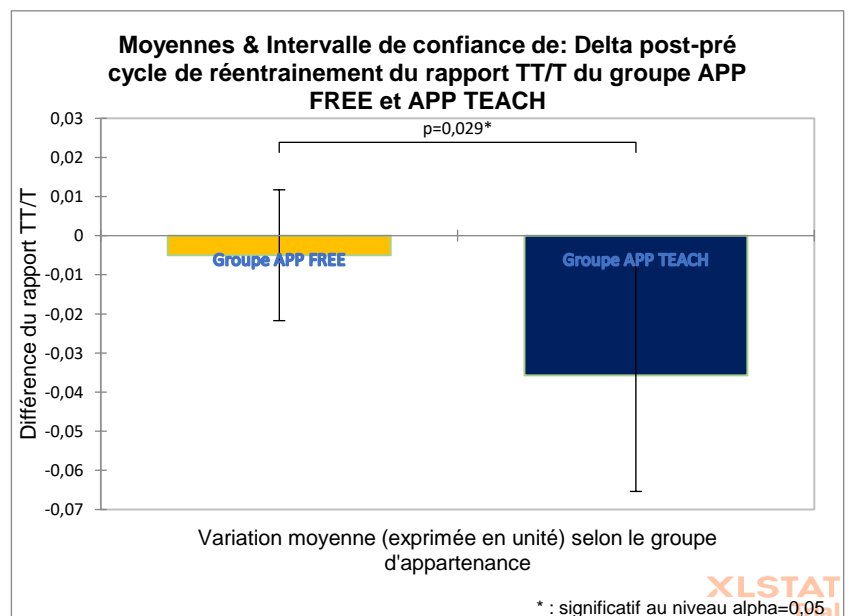 Moyennes & Intervalle de confiance de: Delta post-pré
cycle de réentrainement du rapport TT/T du groupe APP
FREE et APP TEACH
Différence du rapport TT/T
0,03
0,02
0,01
0
-0,01
-0,02
-0,03
-0,04
-0,05
-0,06
-0,07
p=0,029*
Groupe APP FREE
Groupe APP TEACH
Variation moyenne (exprimée en unité) selon le groupe
d'appartenance
XLSTAT
* : significatif au niveau alpha=0,05